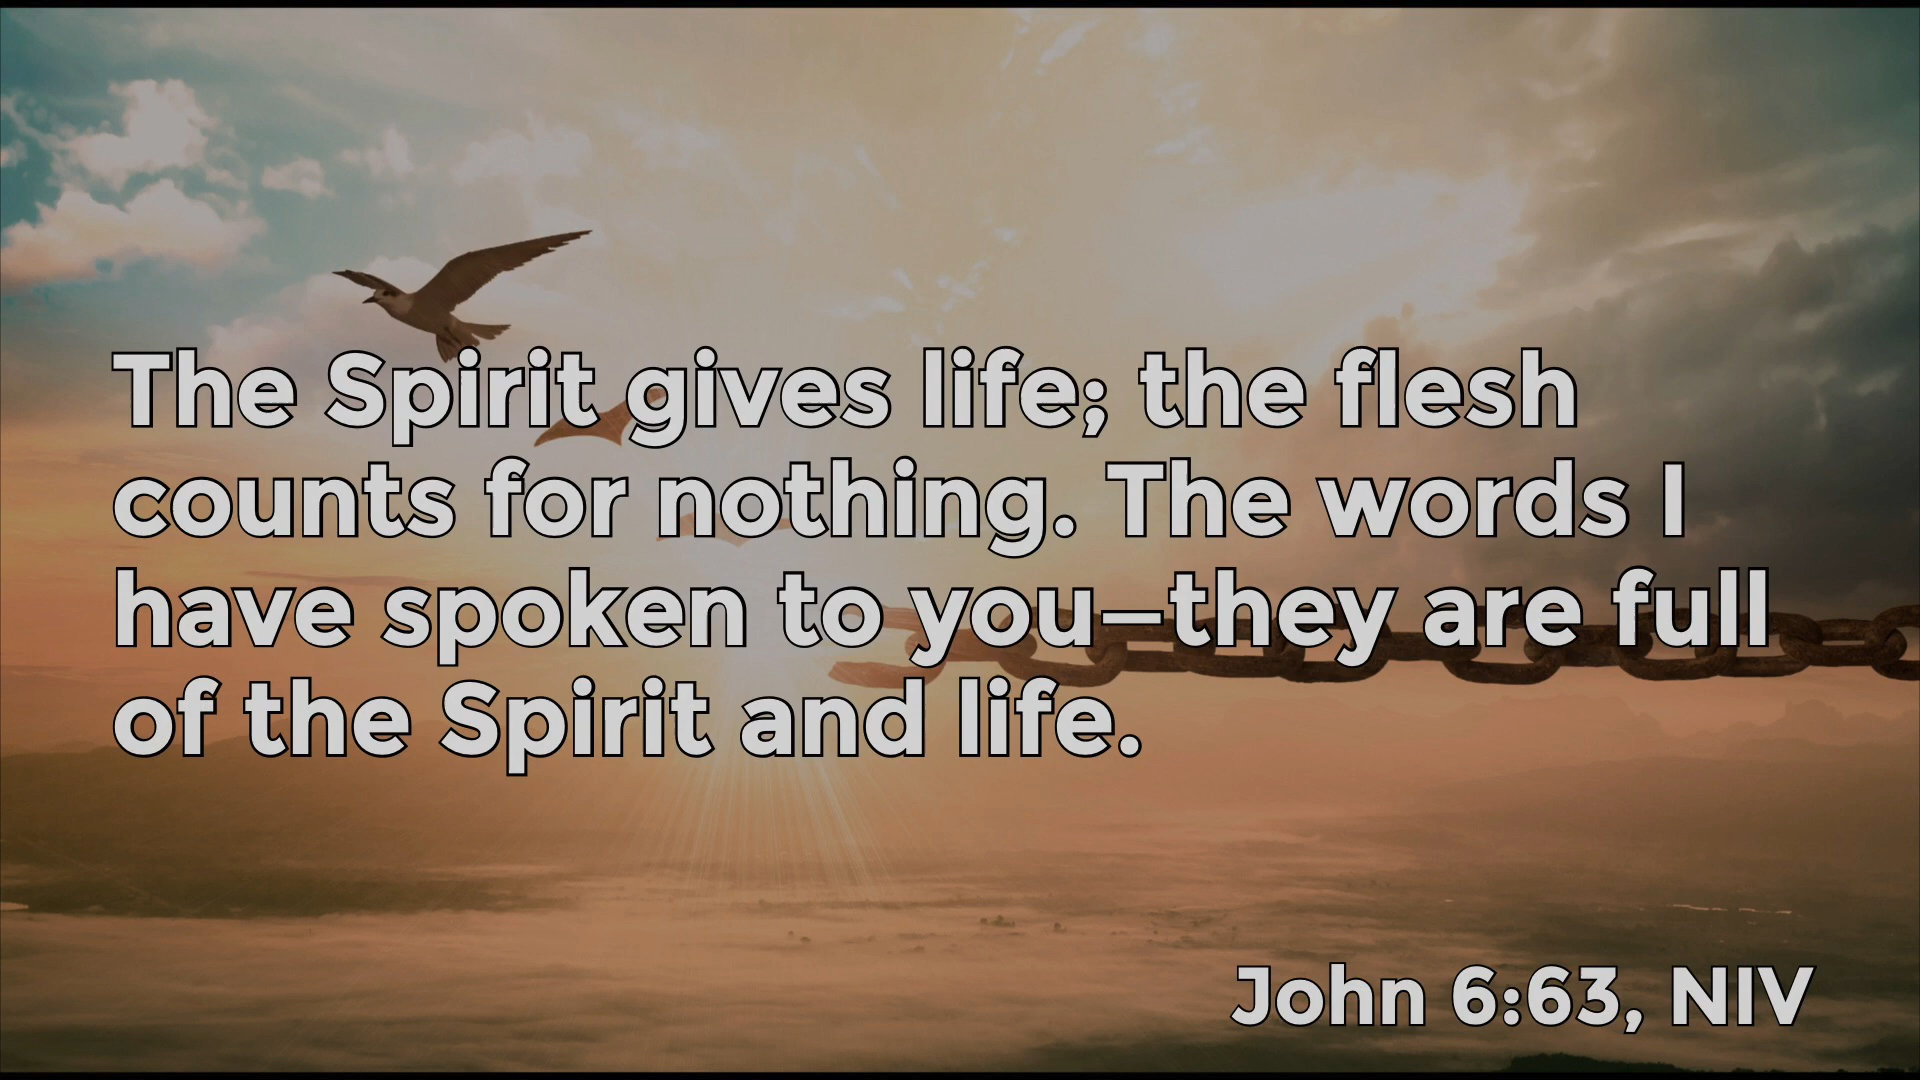 The Spirit gives life; the flesh
counts for nothing. The words I
have spoken to you—they are full
of the Spirit and life.
John 6:63, NIV